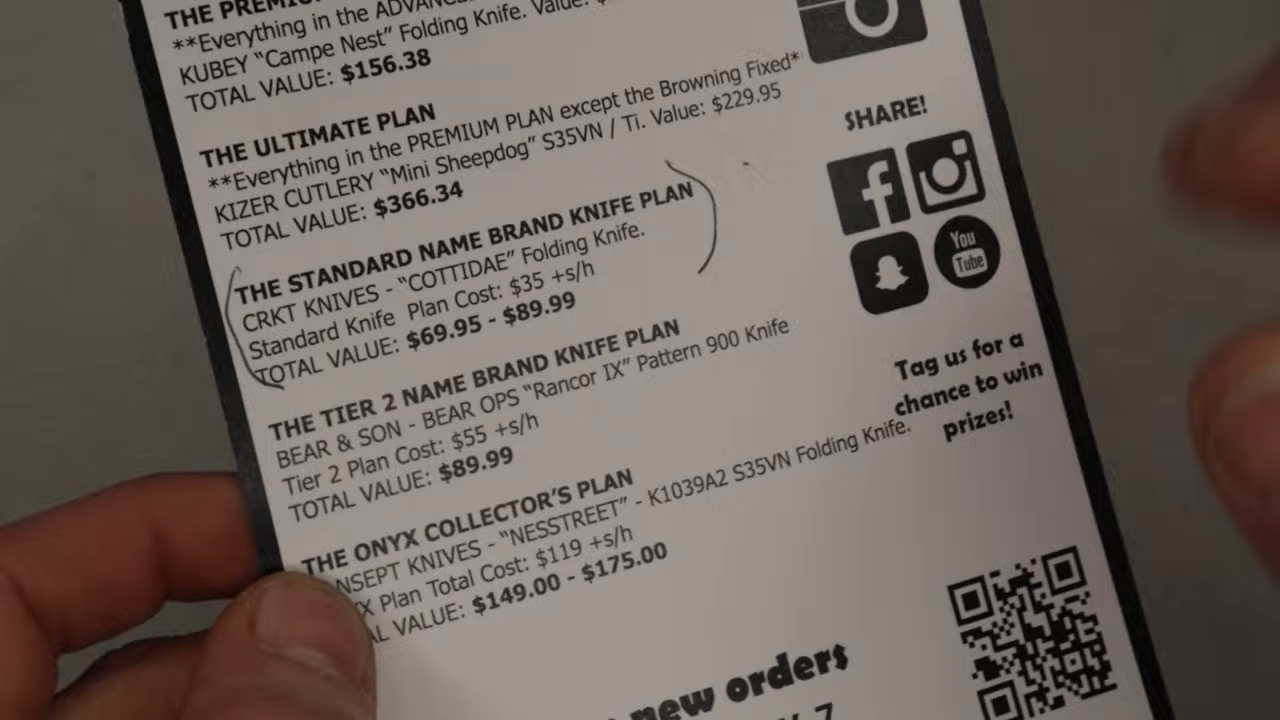 THE PREMIUM
**Everything in the ADVANCED
KUBEY “Campe Nest” Folding Knife. Value: $
TOTAL VALUE: $156.38
THE ULTIMATE PLAN
**Everything in the PREMIUM PLAN except the Browning Fixed*
KIZER CUTLERY “Mini Sheepdog” S35VN / Ti. Value: $229.95
TOTAL VALUE: $366.34
THE STANDARD NAME BRAND KNIFE PLAN
CRKT KNIVES - “COTTIDAE” Folding Knife.
Standard Knife Plan Cost: $35 +s/h
TOTAL VALUE: $69.95 - $89.99
THE TIER 2 NAME BRAND KNIFE PLAN
BEAR & SON - BEAR OPS “Rancor IX” Pattern 900 Knife
Tier 2 Plan Cost: $55 +s/h
TOTAL VALUE: $89.99
THE ONYX COLLECTOR’S PLAN
NSEPT KNIVES - “NESSTREET” - K1039A2 S35VN Folding Knife.
X Plan Total Cost: $119 +s/h
AL VALUE: $149.00 - $175.00
new orders
7
SHARE!
f
You
Tube
Tag us for a
chance to win
prizes!